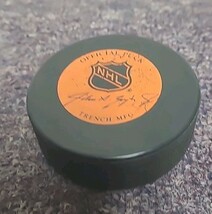 OFFICIAL PUCK
NHL
TRENCH MFG